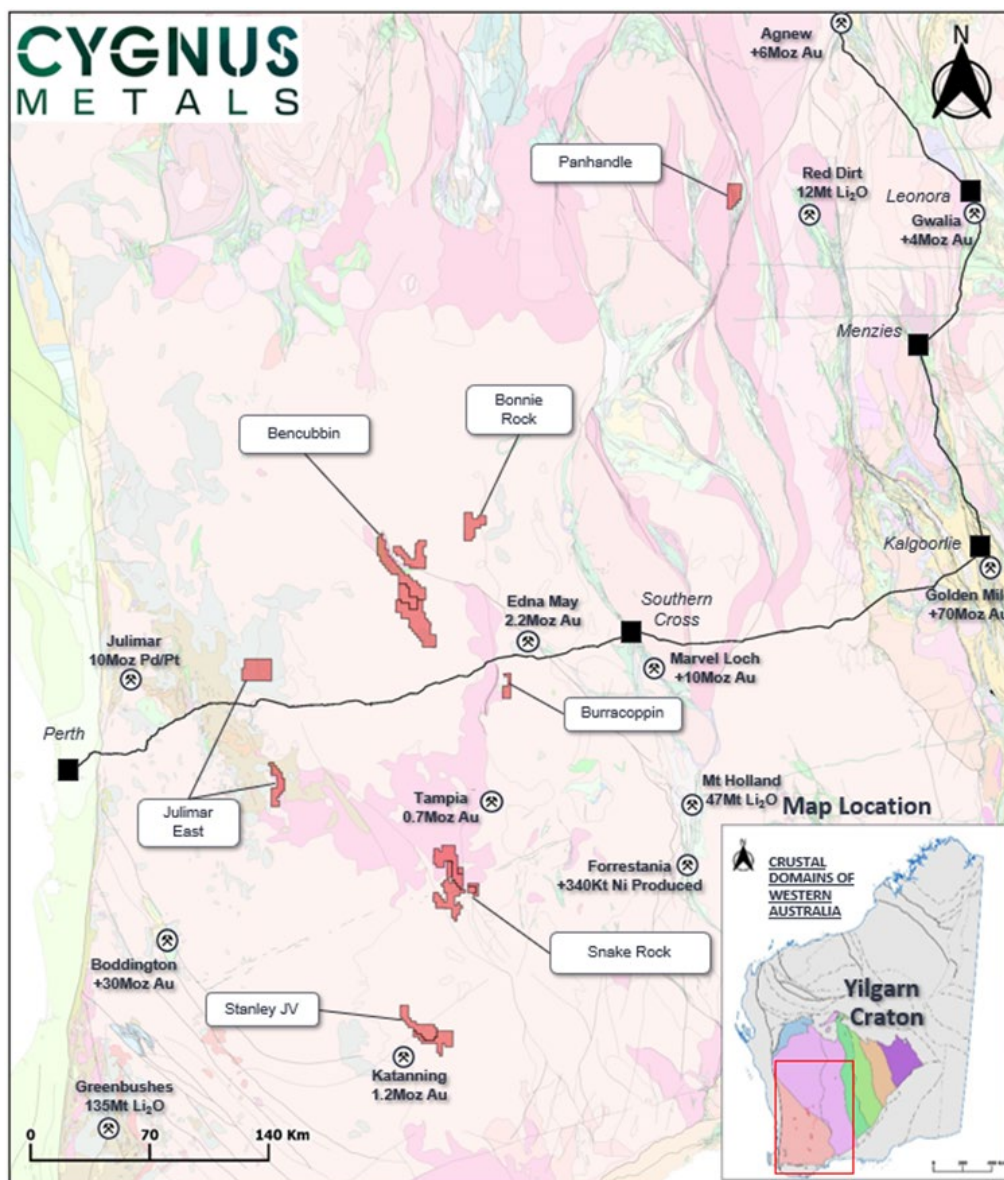 CYGNUS
METALS
Agnew
+6Moz Au
N
Panhandle
Red Dirt
12Mt Li₂O
Leonora
Gwalia
+4Moz Au
Menzies
Bonnie
Rock
Bencubbin
Kalgoorlie
Golden Mil
+70Moz Au
Edna May
2.2Moz Au
Southern
Cross
Julimar
10Moz Pd/Pt
Marvel Loch
+10Moz Au
Burracoppin
Perth
Julimar
East
Tampia
0.7Moz Au
Mt Holland
47Mt Li₂O
Map Location
Forrestania
+340Kt Ni Produced
Snake Rock
Boddington
+30Moz Au
Stanley JV
Katanning
1.2Moz Au
Greenbushes
135Mt Li₂O
0 70 140 Km
CRUSTAL
DOMAINS OF
WESTERN
AUSTRALIA
Yilgarn
Craton